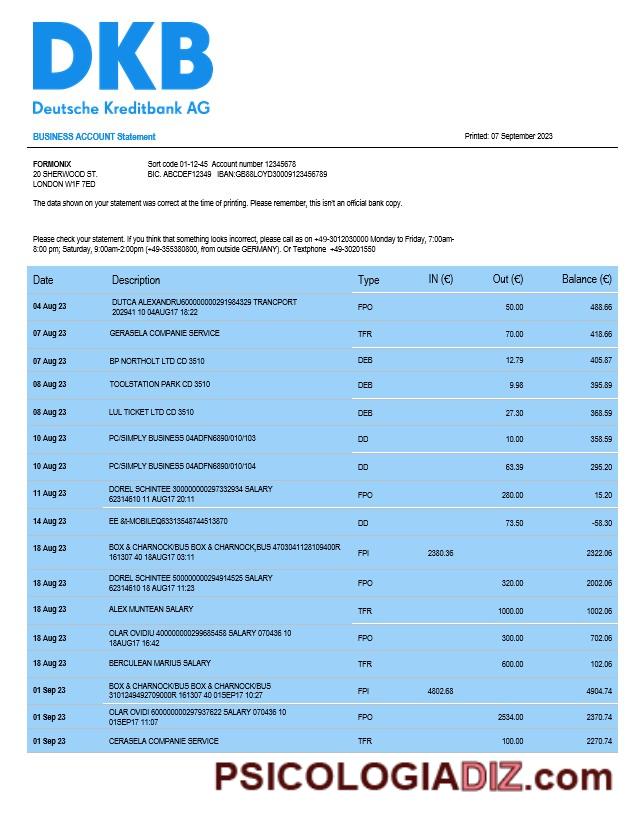 DKB
Deutsche Kreditbank AG
BUSINESS ACCOUNT Statement Printed: 07 September 2023
FORMONIX Sort code 01-12-45 Account number 12345678
20 SHERWOOD ST. BIC. ABCDEF12349 IBAN:GB88LOYD30009123456789
LONDON W1F 7ED
The data shown on your statement was correct at the time of printing. Please remember, this isn't an official bank copy.
Please check your statement. If you think that something looks incorrect, please call as on +49-3012030000 Monday to Friday, 7:00am-
8:00 pm; Saturday, 9:00am-2:00pm (+49-355380800, from outside GERMANY). Or Textphone +49-30201550
Date Description Type IN (€) Out (€) Balance (€)
04 Aug 23 DUTCA ALEXANDRU600000000291984329 TRANCPORT FPO 50.00 488.66
202941 10 04AUG17 18:22
07 Aug 23 GERASELA COMPANIE SERVICE TFR 70.00 418.66
07 Aug 23 BP NORTHOLT LTD CD 3510 DEB 12.79 405.87
08 Aug 23 TOOLSTATION PARK CD 3510 DEB 9.98 395.89
08 Aug 23 LUL TICKET LTD CD 3510 DEB 27.30 368.59
10 Aug 23 PC/SIMPLY BUSINESS 04ADFN6890/010/103 DD 10.00 358.59
10 Aug 23 PC/SIMPLY BUSINESS 04ADFN6890/010/104 DD 63.39 295.20
11 Aug 23 DOREL SCHINTEE 300000000297332934 SALARY FPO 280.00 15.20
62314610 11 AUG17 20:11
14 Aug 23 EE &t-MOBILEQ63313548744513870 DD 73.50 -58.30
18 Aug 23 BOX & CHARNOCK/BUS BOX & CHARNOCK,BUS 4703041128109400R FPI 2380.36 2322.06
161307 40 18AUG17 03:11
18 Aug 23 DOREL SCHINTEE 500000000294914525 SALARY FPO 320.00 2002.06
62314610 18 AUG17 11:23
18 Aug 23 ALEX MUNTEAN SALARY TFR 1000.00 1002.06
18 Aug 23 OLAR OVIDIU 400000000299685458 SALARY 070436 10 FPO 300.00 702.06
18AUG17 16:42
18 Aug 23 BERCULEAN MARIUS SALARY TFR 600.00 102.06
01 Sep 23 BOX & CHARNOCK/BUS BOX & CHARNOCK/BUS FPI 4802.68 4904.74
3101249492709000R 161307 40 01SEP17 10:27
01 Sep 23 OLAR OVIDI 600000000297937622 SALARY 070436 10 FPO 2534.00 2370.74
01SEP17 11:07
01 Sep 23 CERASELA COMPANIE SERVICE TFR 100.00 2270.74
PSICOLOGIADIZ.com